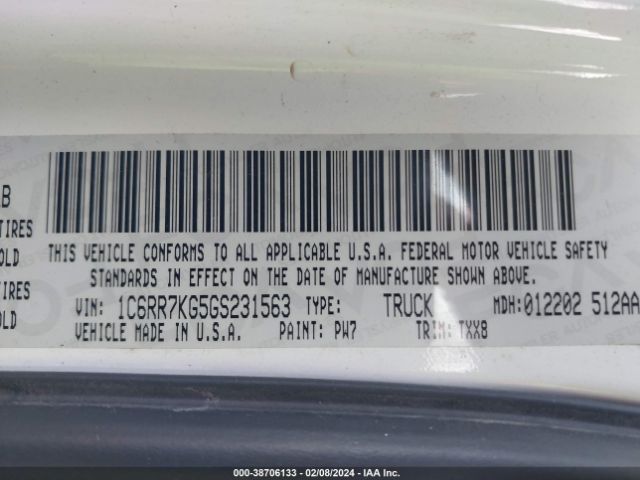 B
TIRES
OLD
TIRES
OLD
THIS VEHICLE CONFORMS TO ALL APPLICABLE U.S.A. FEDERAL MOTOR VEHICLE SAFETY
STANDARDS IN EFFECT ON THE DATE OF MANUFACTURE SHOWN ABOVE.
VIN: 1C6RR7KG5GS231563 TYPE: TRUCK MDH:012202 512AA
VEHICLE MADE IN U.S.A. PAINT: PW7 TRIM: TXX8
000-38706133 - 02/08/2024 - IAAI.COM